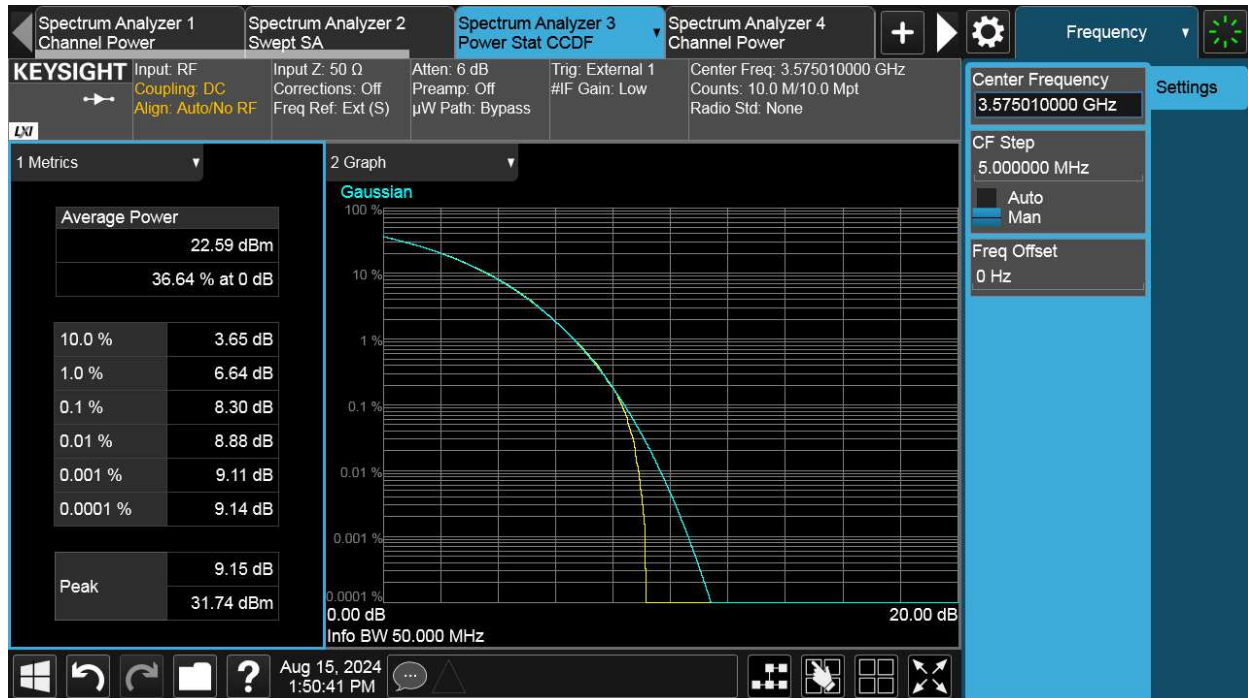 Spectrum Analyzer 1
Channel Power
Spectrum Analyzer 2
Swept SA
Spectrum Analyzer 3
Power Stat CCDF
Spectrum Analyzer 4
Channel Power
+
Frequency
KEYSIGHT
LXI
Input: RF
Coupling: DC
Align: Auto/No RF
Input Z: 50 Ω
Corrections: Off
Freq Ref: Ext (S)
Atten: 6 dB
Preamp: Off
µW Path: Bypass
Trig: External 1
#IF Gain: Low
Center Freq: 3.575010000 GHz
Counts: 10.0 M/10.0 Mpt
Radio Std: None
Center Frequency
3.575010000 GHz
Settings
CF Step
5.000000 MHz
Auto
Man
Freq Offset
0 Hz
1 Metrics
Average Power
22.59 dBm
36.64 % at 0 dB
10.0 % 3.65 dB
1.0 % 6.64 dB
0.1 % 8.30 dB
0.01 % 8.88 dB
0.001 % 9.11 dB
0.0001 % 9.14 dB
Peak
9.15 dB
31.74 dBm
2 Graph
Gaussian
100 %
10 %
1 %
0.1 %
0.01 %
0.001 %
0.0001 %
0.00 dB 20.00 dB
Info BW 50.000 MHz
?
Aug 15, 2024
1:50:41 PM